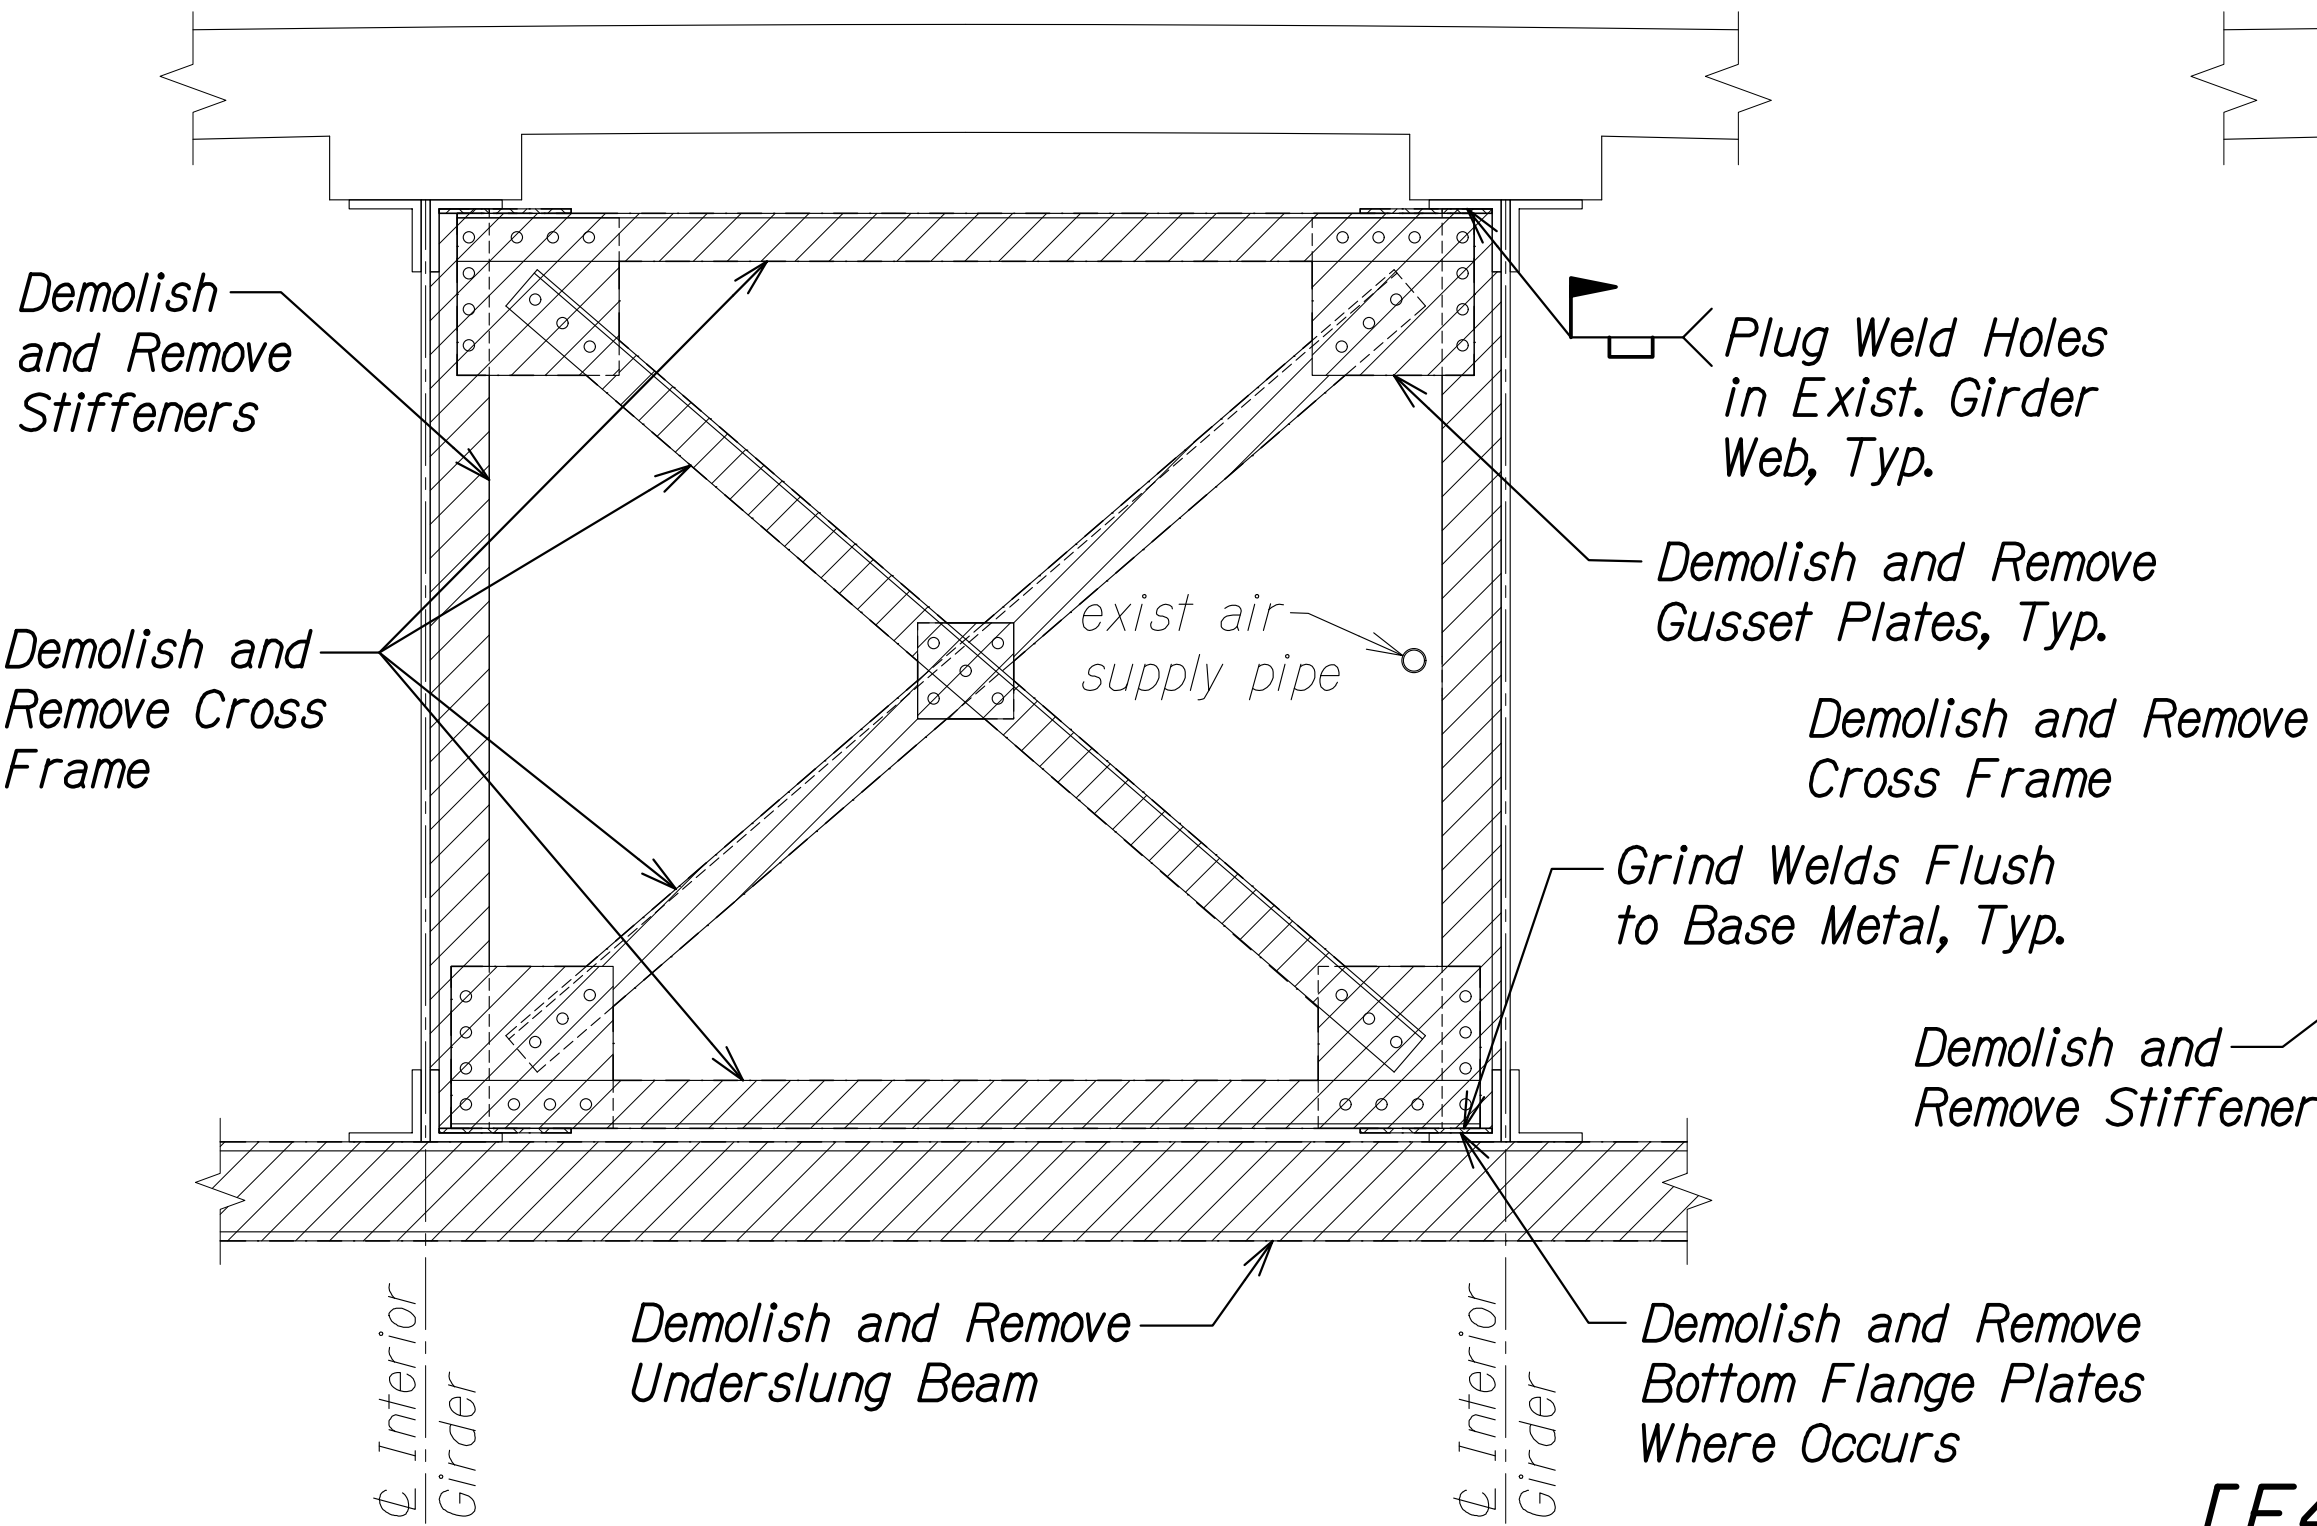 Demolish
and Remove
Stiffeners
Demolish and
Remove Cross
Frame
exist air
supply pipe
Plug Weld Holes
in Exist. Girder
Web, Typ.
Demolish and Remove
Gusset Plates, Typ.
Demolish and Remove
Cross Frame
Grind Welds Flush
to Base Metal, Typ.
Demolish and
Remove Stiffener
Demolish and Remove
Underslung Beam
Demolish and Remove
Bottom Flange Plates
Where Occurs
℄ Interior
Girder
℄ Interior
Girder